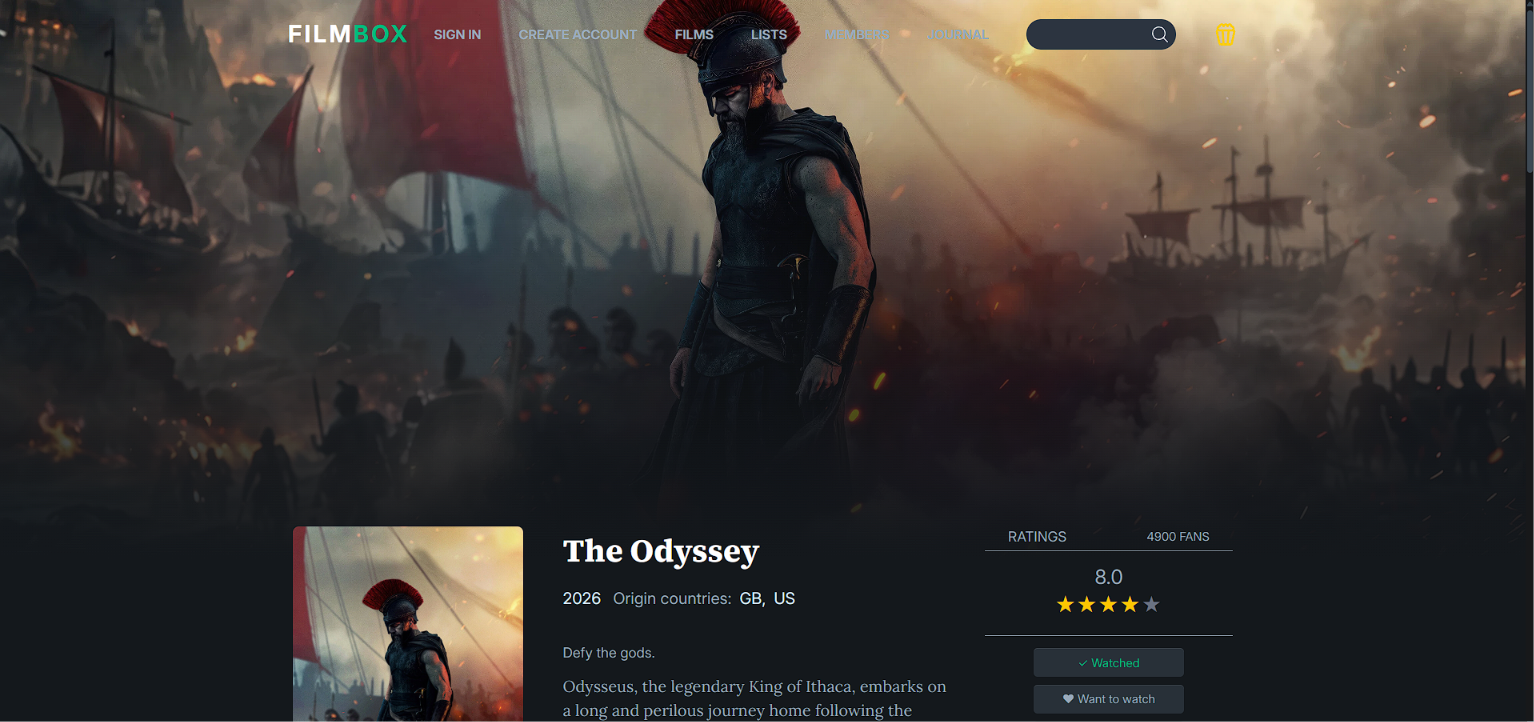 FILMBOX SIGN IN CREATE ACCOUNT FILMS LISTS MEMBERS JOURNAL
The Odyssey
2026 Origin countries: GB, US
Defy the gods.
Odysseus, the legendary King of Ithaca, embarks on
a long and perilous journey home following the
RATINGS 4900 FANS
8.0
✓ Watched
♥ Want to watch